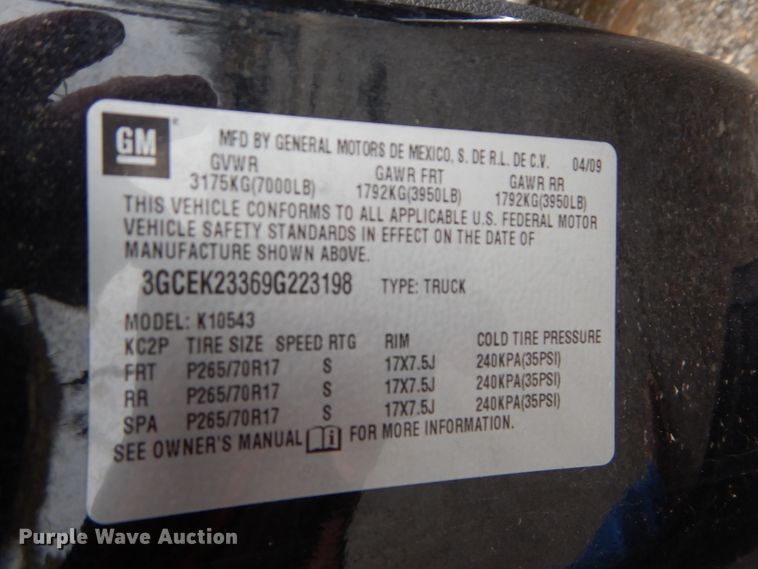 GM ® MFD BY GENERAL MOTORS DE MEXICO, S. DE R.L. DE C.V. 04/09
GVWR GAWR FRT GAWR RR
3175KG(7000LB) 1792KG(3950LB) 1792KG(3950LB)
THIS VEHICLE CONFORMS TO ALL APPLICABLE U.S. FEDERAL MOTOR
VEHICLE SAFETY STANDARDS IN EFFECT ON THE DATE OF
MANUFACTURE SHOWN ABOVE.
3GCEK23369G223198 TYPE: TRUCK
MODEL: K10543
KC2P TIRE SIZE SPEED RTG RIM COLD TIRE PRESSURE
FRT P265/70R17 S 17X7.5J 240KPA(35PSI)
RR P265/70R17 S 17X7.5J 240KPA(35PSI)
SPA P265/70R17 S 17X7.5J 240KPA(35PSI)
SEE OWNER'S MANUAL FOR MORE INFORMATION.
Purple Wave Auction